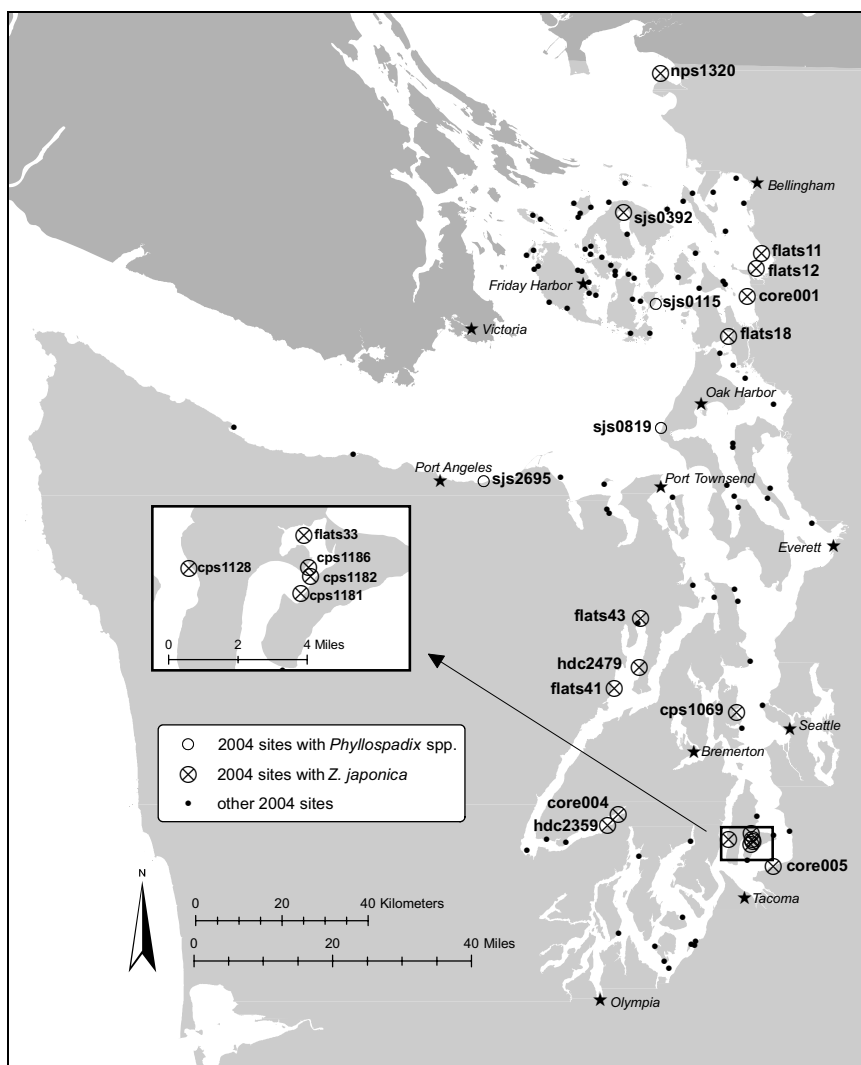 nps1320
Bellingham
sjs0392
flats11
flats12
Friday Harbor
core001
sjs0115
Victoria
flats18
Oak Harbor
sjs0819
Port Angeles
sjs2695
Port Townsend
flats33
cps1186
cps1128
cps1182
cps1181
0 2 4 Miles
Everett
flats43
hdc2479
flats41
cps1069
Seattle
Bremerton
2004 sites with Phyllospadix spp.
2004 sites with Z. japonica
other 2004 sites
core004
hdc2359
core005
Tacoma
N
0 10 20 40 Kilometers
0 20 40 Miles
Olympia